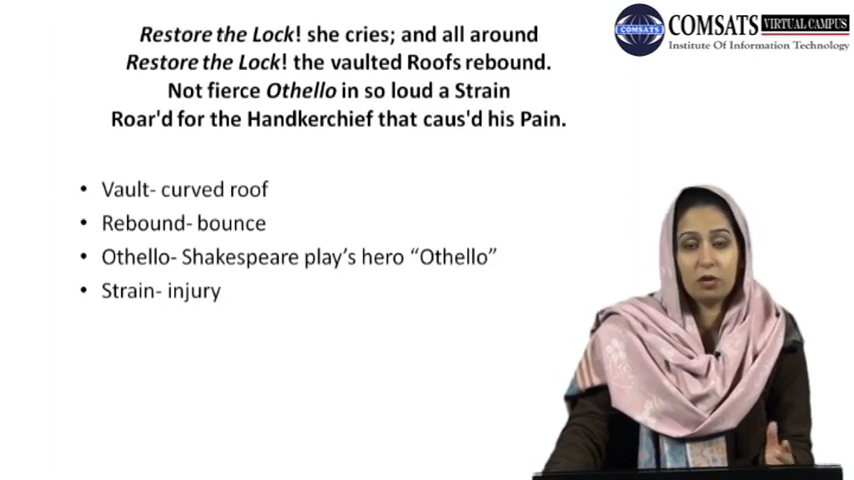 Restore the Lock! she cries; and all around
Restore the Lock! the vaulted Roofs rebound.
Not fierce Othello in so loud a Strain
Roar'd for the Handkerchief that caus'd his Pain.
COMSATS
COMSATS VIRTUAL CAMPUS
Institute Of Information Technology
• Vault- curved roof
• Rebound- bounce
• Othello- Shakespeare play's hero “Othello”
• Strain- injury